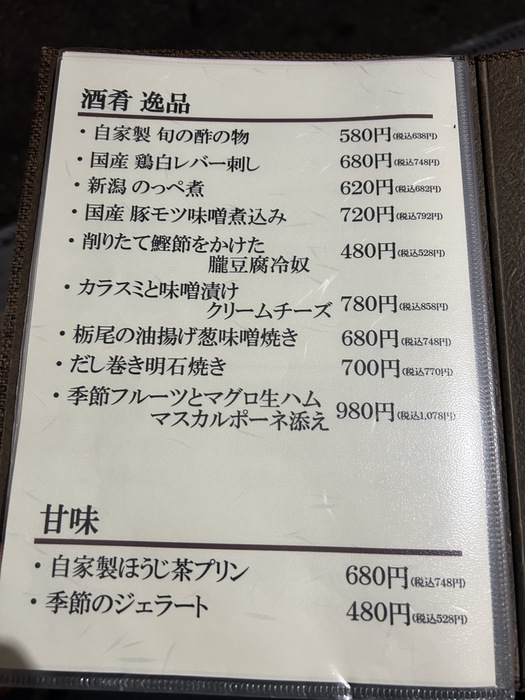 酒肴 逸品
・自家製 旬の酢の物 580円(税込638円)
・国産 鶏白レバー刺し 680円(税込748円)
・新潟 のっぺ煮 620円(税込682円)
・国産 豚モツ味噌煮込み 720円(税込792円)
・削りたて鰹節をかけた
朧豆腐冷奴 480円(税込528円)
・カラスミと味噌漬け
クリームチーズ 780円(税込858円)
・栃尾の油揚げ葱味噌焼き 680円(税込748円)
・だし巻き明石焼き 700円(税込770円)
・季節フルーツとマグロ生ハム
マスカルポーネ添え 980円(税込1,078円)
甘味
・自家製ほうじ茶プリン 680円(税込748円)
・季節のジェラート 480円(税込528円)